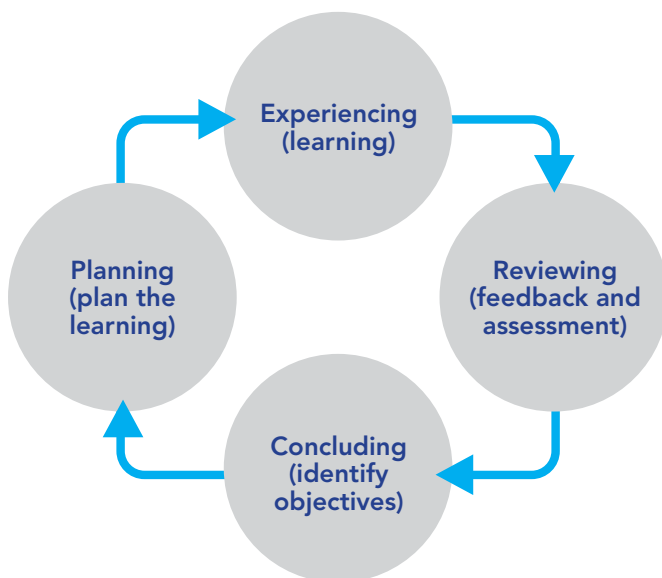 Experiencing
(learning)
Planning
(plan the
learning)
Reviewing
(feedback and
assessment)
Concluding
(identify
objectives)